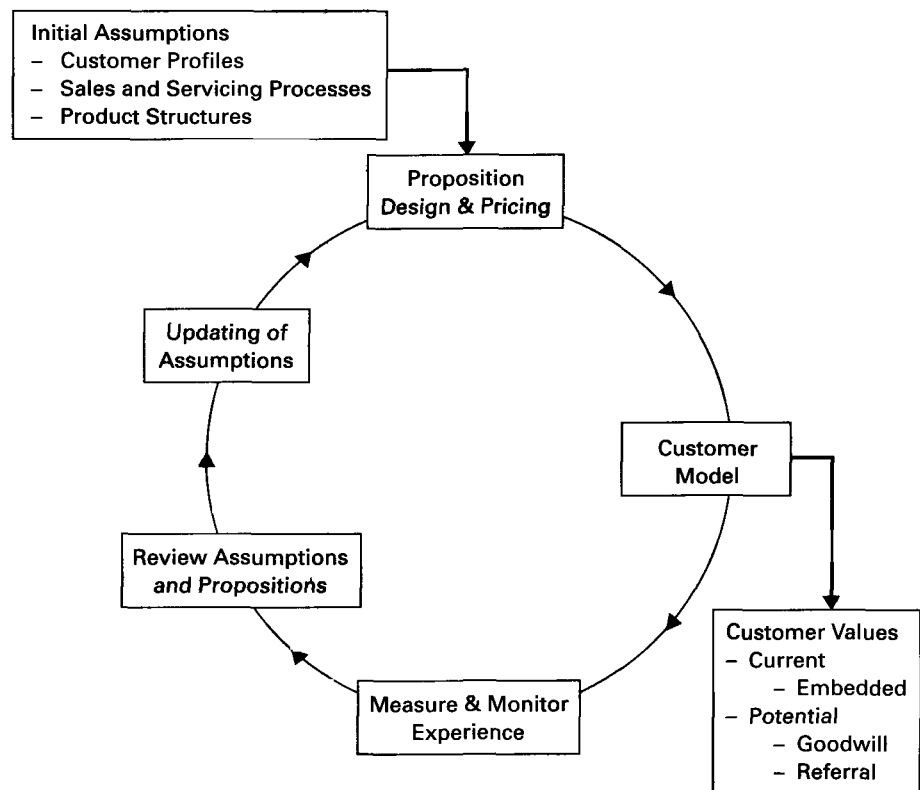 Initial Assumptions
– Customer Profiles
– Sales and Servicing Processes
– Product Structures
Proposition
Design & Pricing
Updating of
Assumptions
Customer
Model
Review Assumptions
and Propositions
Measure & Monitor
Experience
Customer Values
– Current
– Embedded
– Potential
– Goodwill
– Referral